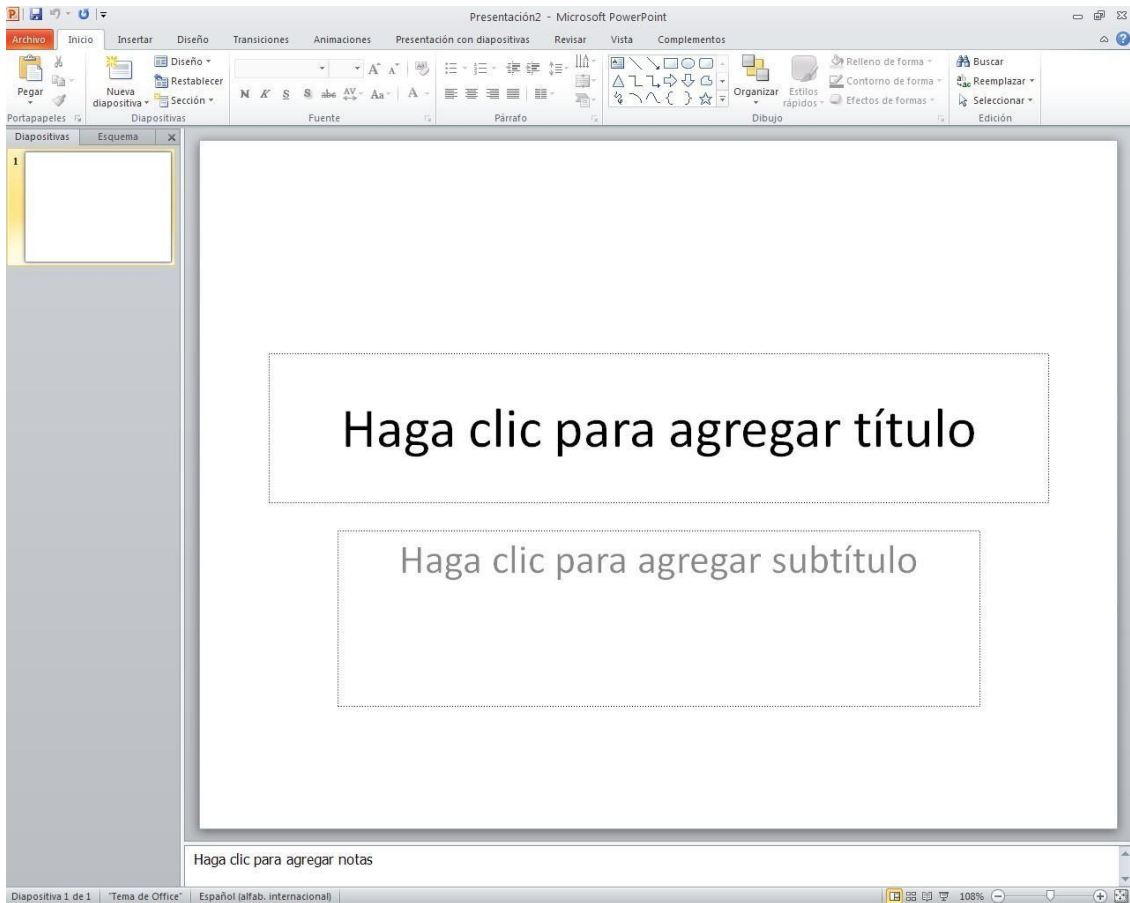 Presentación2 - Microsoft PowerPoint
Archivo Inicio Insertar Diseño Transiciones Animaciones Presentación con diapositivas Revisar Vista Complementos
Pegar
Nueva diapositiva
Diseño
Restablecer
Sección
N K S S abc AV Aa A
A A
Organizar
Estilos rápidos
Relleno de forma
Contorno de forma
Efectos de formas
Buscar
Reemplazar
Seleccionar
Portapapeles Diapositivas Fuente Párrafo Dibujo Edición
Diapositivas Esquema
1
Haga clic para agregar título
Haga clic para agregar subtítulo
Haga clic para agregar notas
Diapositiva 1 de 1 "Tema de Office" Español (alfab. internacional) 108%